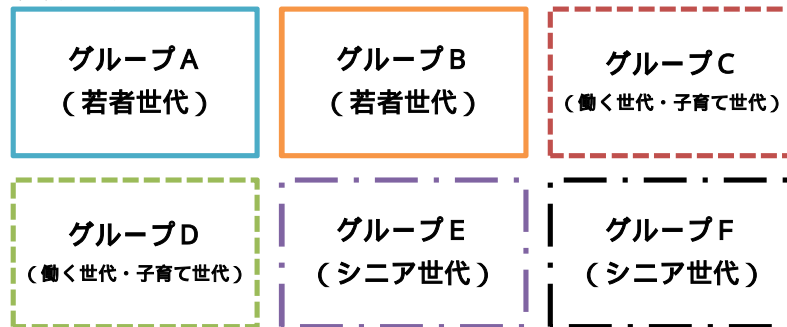 グループA
（若者世代）
グループB
（若者世代）
グループC
（働く世代・子育て世代）
グループD
（働く世代・子育て世代）
グループE
（シニア世代）
グループF
（シニア世代）